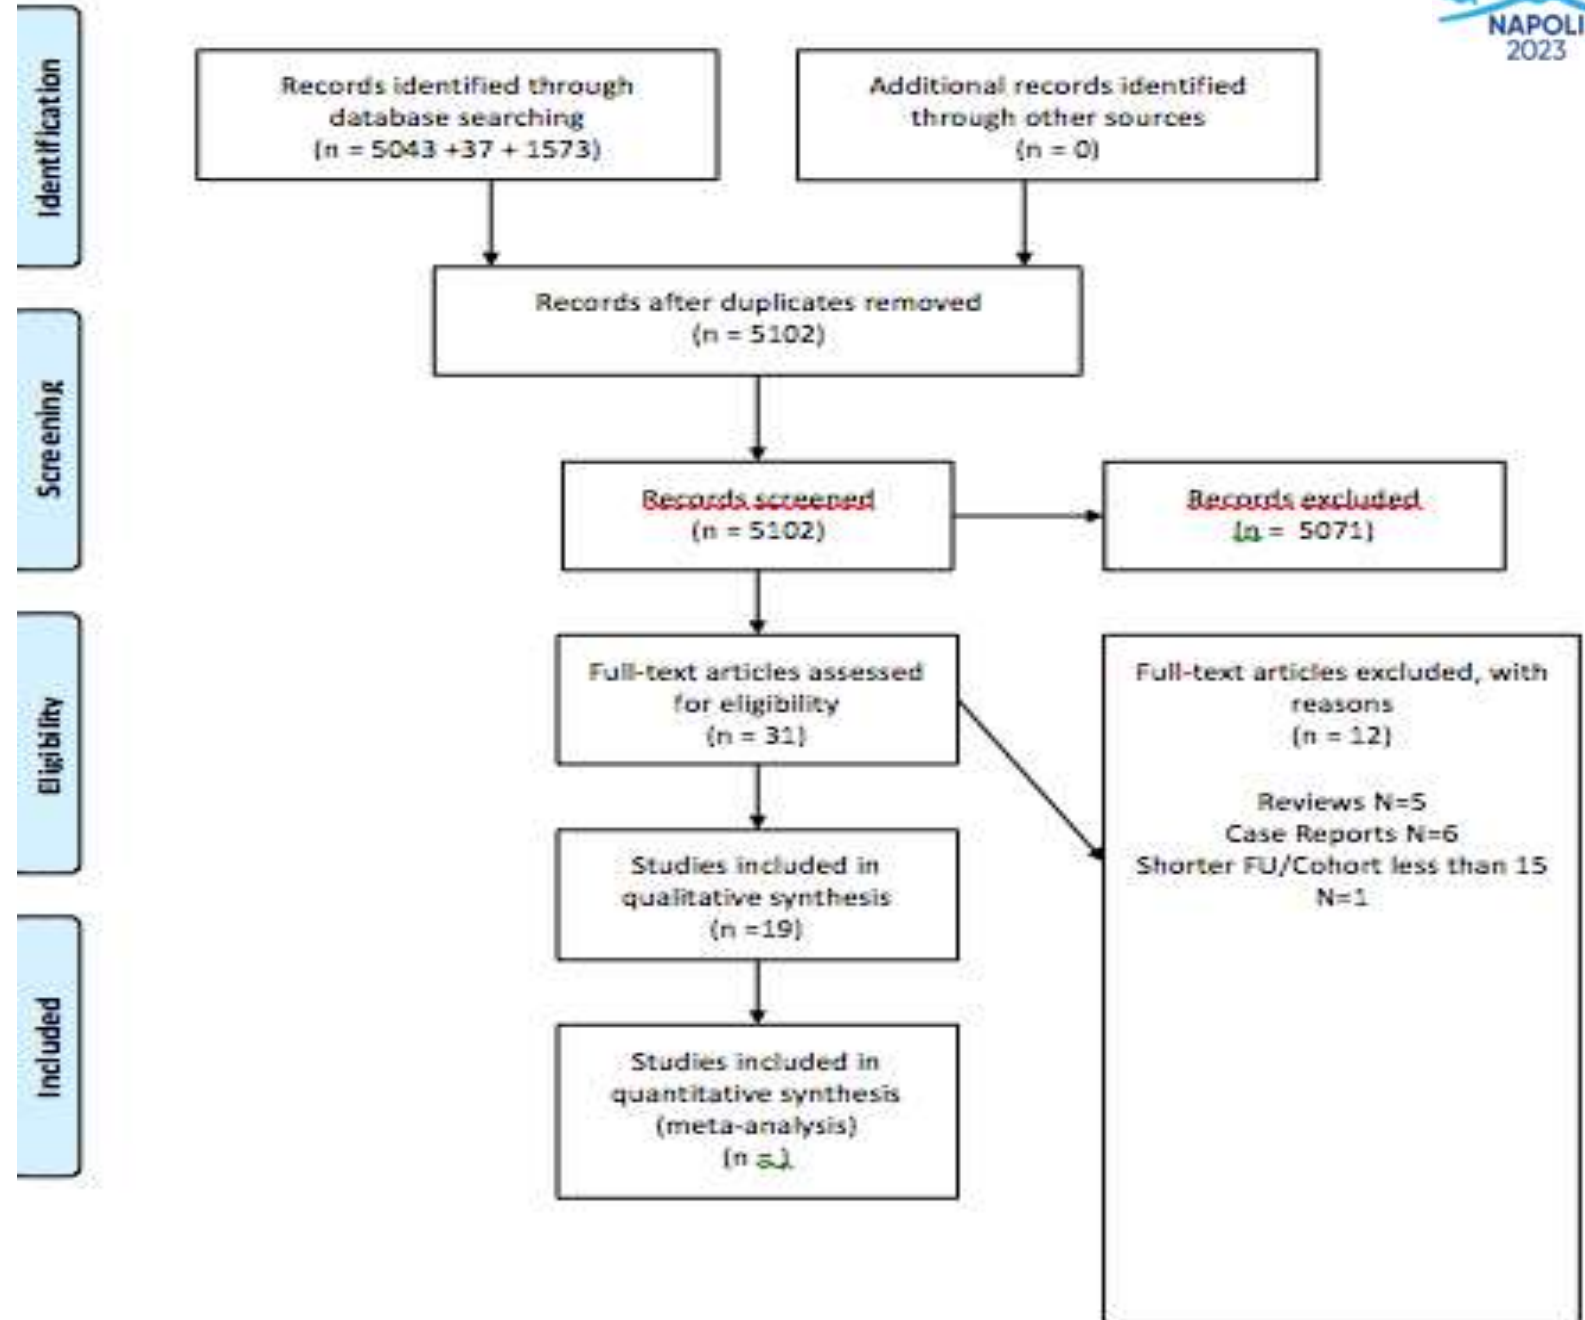 NAPOLI
2023
Identification
Records identified through
database searching
(n = 5043 +37 + 1573)
Additional records identified
through other sources
(n = 0)
Records after duplicates removed
(n = 5102)
Screening
Records screened
(n = 5102)
Records excluded
(n = 5071)
Eligibility
Full-text articles assessed
for eligibility
(n = 31)
Full-text articles excluded, with
reasons
(n = 12)
Reviews N=5
Case Reports N=6
Shorter FU/Cohort less than 15
N=1
Studies included in
qualitative synthesis
(n =19)
Included
Studies included in
quantitative synthesis
(meta-analysis)
(n = )